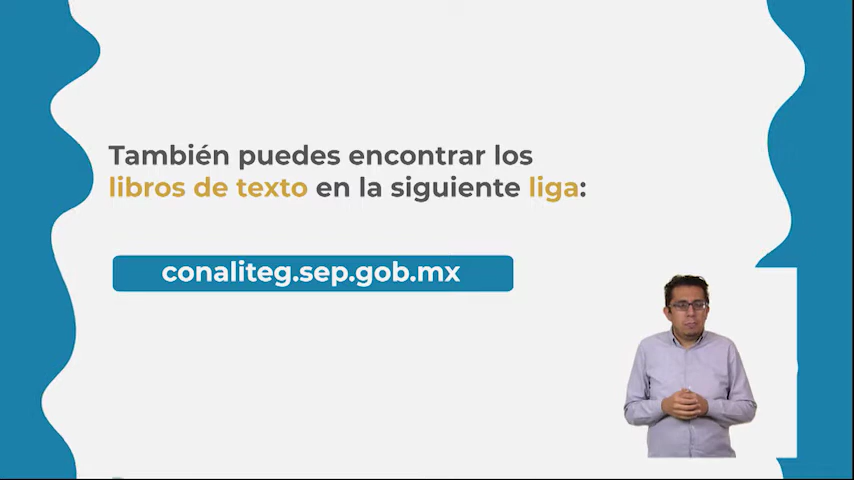 También puedes encontrar los
libros de texto en la siguiente liga:
conaliteg.sep.gob.mx